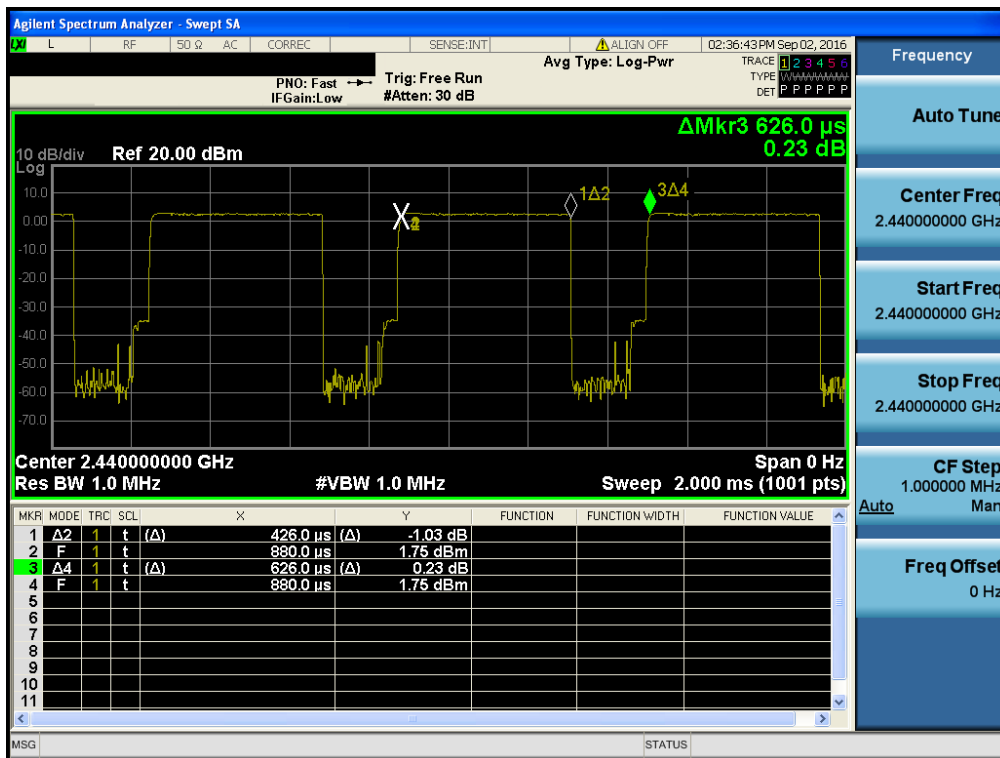 Agilent Spectrum Analyzer - Swept SA
LXI L RF 50 Ω AC CORREC SENSE:INT ALIGN OFF 02:36:43 PM Sep 02, 2016
Frequency
PNO: Fast Trig: Free Run Avg Type: Log-Pwr TRACE 1 2 3 4 5 6
IFGain:Low #Atten: 30 dB TYPE
DET P P P P P P
Auto Tune
ΔMkr3 626.0 µs
10 dB/div Ref 20.00 dBm 0.23 dB
Log
10.0
0.00
-10.0
-20.0
-30.0
-40.0
-50.0
-60.0
-70.0
1Δ2
3Δ4
Center Freq
2.440000000 GHz
Start Freq
2.440000000 GHz
Stop Freq
2.440000000 GHz
Center 2.440000000 GHz Span 0 Hz
Res BW 1.0 MHz #VBW 1.0 MHz Sweep 2.000 ms (1001 pts)
CF Step
1.000000 MHz
Auto Man
Freq Offset
0 Hz
MKR MODE TRC SCL X Y FUNCTION FUNCTION WIDTH FUNCTION VALUE
1 Δ2 1 t (Δ) 426.0 µs (Δ) -1.03 dB
2 F 1 t 880.0 µs 1.75 dBm
3 Δ4 1 t (Δ) 626.0 µs (Δ) 0.23 dB
4 F 1 t 880.0 µs 1.75 dBm
5
6
7
8
9
10
11
MSG STATUS